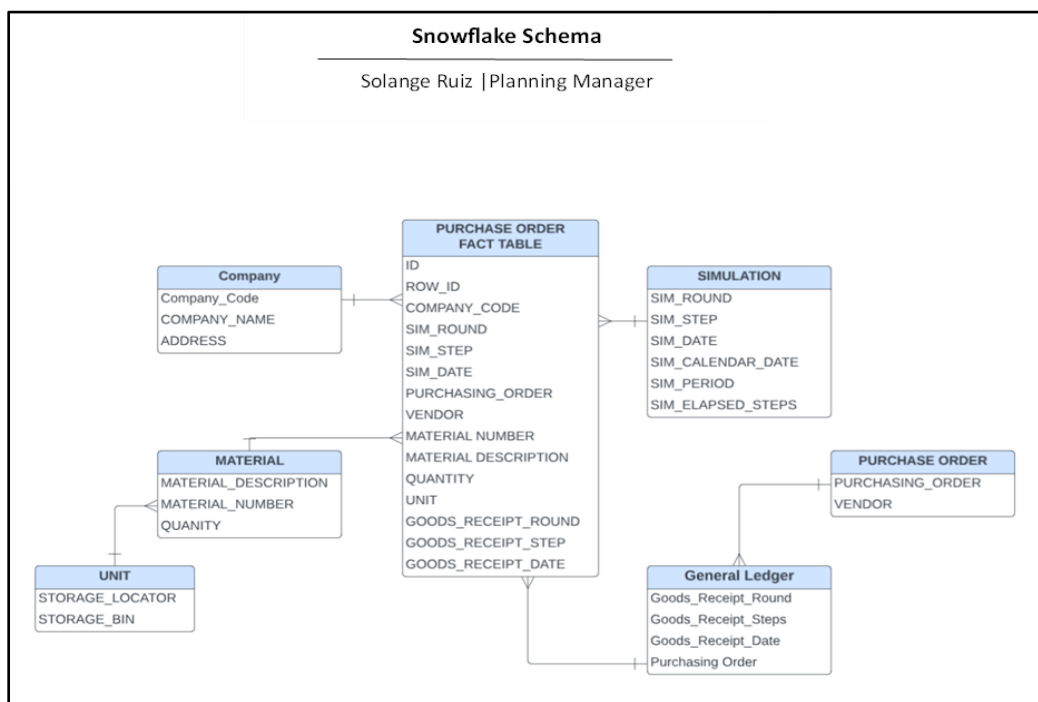 Snowflake Schema
Solange Ruiz |Planning Manager
PURCHASE ORDER
FACT TABLE
ID
ROW_ID
COMPANY_CODE
SIM_ROUND
SIM_STEP
SIM_DATE
PURCHASING_ORDER
VENDOR
MATERIAL NUMBER
MATERIAL DESCRIPTION
QUANTITY
UNIT
GOODS_RECEIPT_ROUND
GOODS_RECEIPT_STEP
GOODS_RECEIPT_DATE
Company
Company_Code
COMPANY_NAME
ADDRESS
SIMULATION
SIM_ROUND
SIM_STEP
SIM_DATE
SIM_CALENDAR_DATE
SIM_PERIOD
SIM_ELAPSED_STEPS
MATERIAL
MATERIAL_DESCRIPTION
MATERIAL_NUMBER
QUANITY
PURCHASE ORDER
PURCHASING_ORDER
VENDOR
UNIT
STORAGE_LOCATOR
STORAGE_BIN
General Ledger
Goods_Receipt_Round
Goods_Receipt_Steps
Goods_Receipt_Date
Purchasing Order